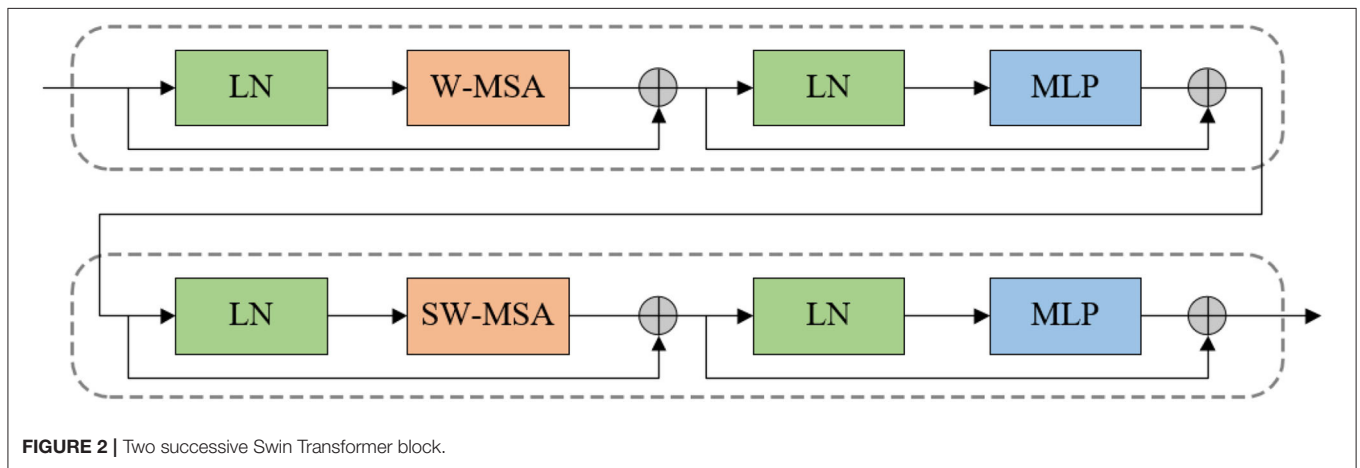 LN W-MSA LN MLP
LN SW-MSA LN MLP
FIGURE 2 | Two successive Swin Transformer block.